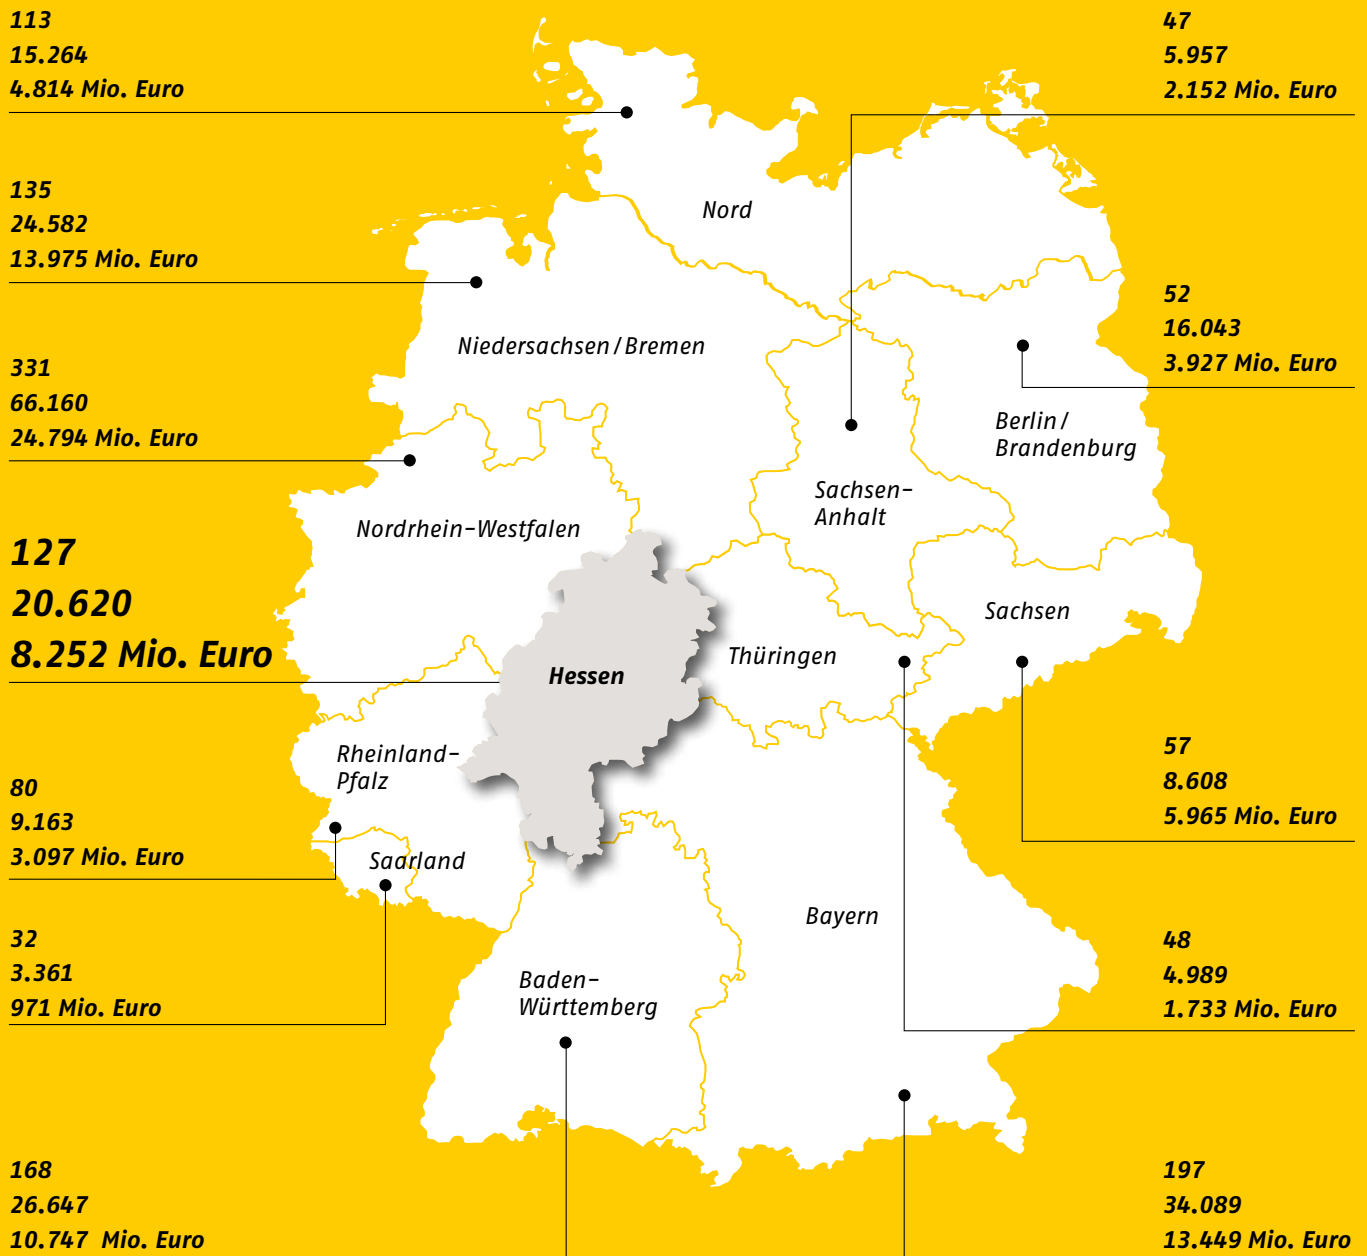 113
15.264
4.814 Mio. Euro
47
5.957
2.152 Mio. Euro
135
24.582
13.975 Mio. Euro
Nord
52
16.043
3.927 Mio. Euro
Niedersachsen/Bremen
331
66.160
24.794 Mio. Euro
Berlin/
Brandenburg
Sachsen-
Anhalt
Nordrhein-Westfalen
127
20.620
8.252 Mio. Euro
Sachsen
Thüringen
Hessen
Rheinland-
Pfalz
80
9.163
3.097 Mio. Euro
57
8.608
5.965 Mio. Euro
Saarland
Bayern
32
3.361
971 Mio. Euro
48
4.989
1.733 Mio. Euro
Baden-
Württemberg
168
26.647
10.747 Mio. Euro
197
34.089
13.449 Mio. Euro